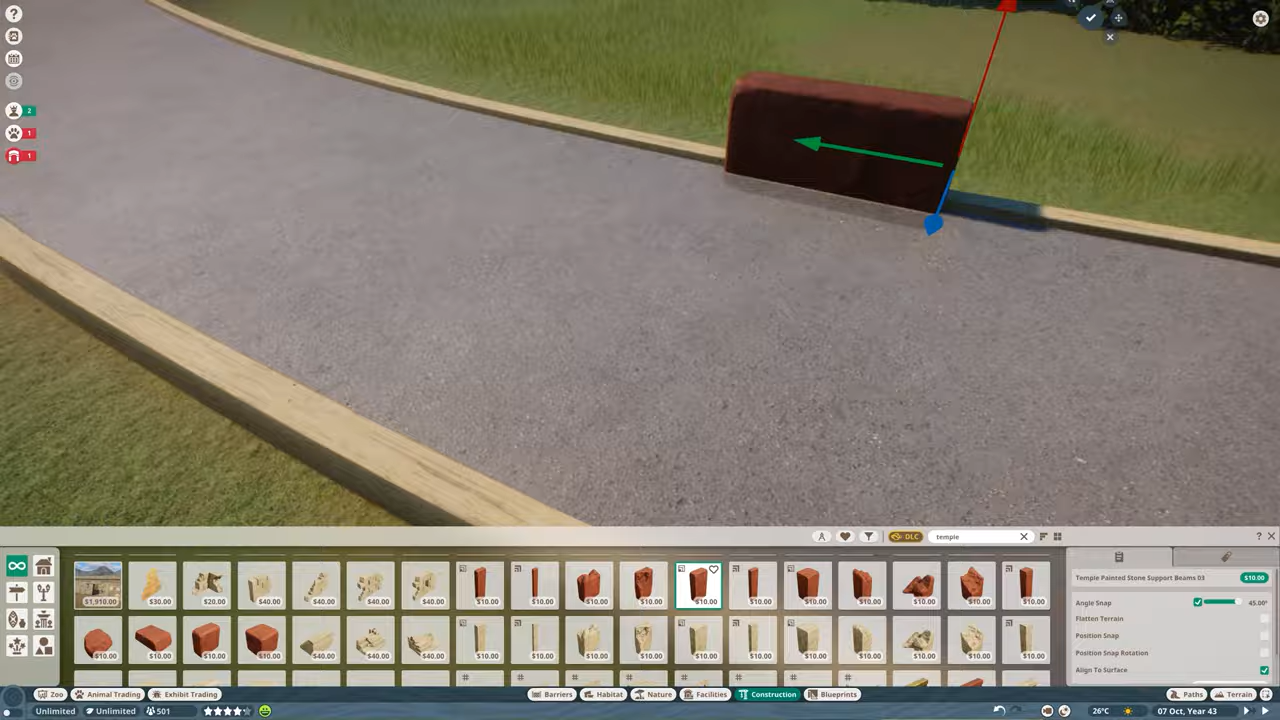 2
1
1
DLC
temple
$1,910.00 $30.00 $20.00 $40.00 $40.00 $40.00 $40.00 $10.00 $10.00 $10.00 $10.00 $10.00 $10.00 $10.00 $10.00 $10.00 $10.00 $10.00
$10.00 $10.00 $10.00 $10.00 $40.00 $40.00 $40.00 $10.00 $10.00 $10.00 $10.00 $10.00 $10.00 $10.00 $10.00 $10.00 $10.00 $10.00
Temple Painted Stone Support Beams 03 $10.00
Angle Snap 45.00°
Flatten Terrain
Position Snap
Position Snap Rotation
Align To Surface
Zoo Animal Trading Exhibit Trading Barriers Habitat Nature Facilities Construction Blueprints Paths Terrain
Unlimited Unlimited 501 26°C 07 Oct, Year 43